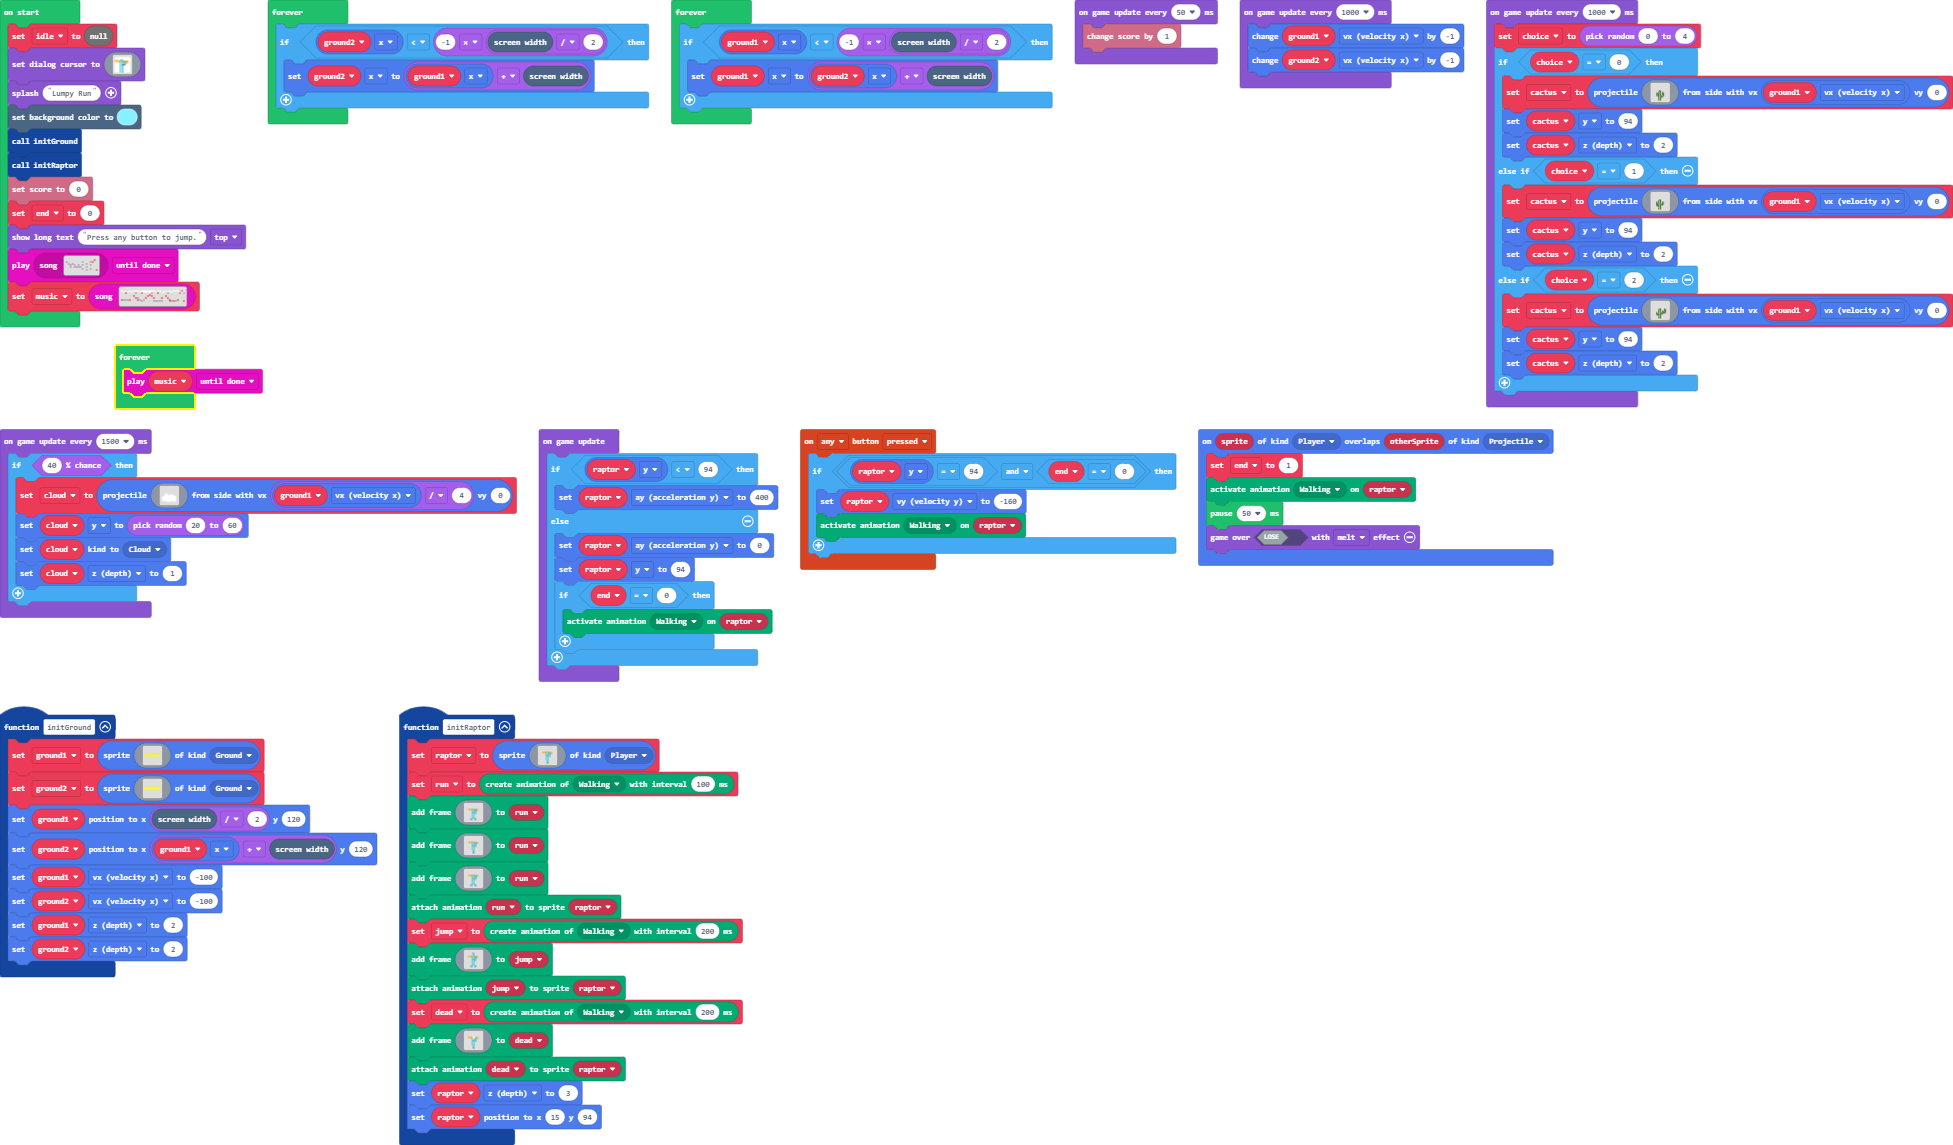 on start
set idle to null
set dialog cursor to
splash "Lumpy Run"
set background color to
call initGround
call initRaptor
set score to 0
set end to 0
show long text "Press any button to jump." top
play song until done
set music to song
forever
play music until done
forever
if ground2 x < -1 × screen width / 2 then
set ground2 x to ground1 x + screen width
forever
if ground1 x < -1 × screen width / 2 then
set ground1 x to ground2 x + screen width
on game update every 50 ms
change score by 1
on game update every 1000 ms
change ground1 vx (velocity x) by -1
change ground2 vx (velocity x) by -1
on game update every 1000 ms
set choice to pick random 0 to 4
if choice = 0 then
set cactus to projectile from side with vx ground1 vx (velocity x) vy 0
set cactus y to 94
set cactus z (depth) to 2
else if choice = 1 then
set cactus to projectile from side with vx ground1 vx (velocity x) vy 0
set cactus y to 94
set cactus z (depth) to 2
else if choice = 2 then
set cactus to projectile from side with vx ground1 vx (velocity x) vy 0
set cactus y to 94
set cactus z (depth) to 2
on game update every 1500 ms
if 40 % chance then
set cloud to projectile from side with vx ground1 vx (velocity x) / 4 vy 0
set cloud y to pick random 20 to 60
set cloud kind to Cloud
set cloud z (depth) to 1
on game update
if raptor y < 94 then
set raptor ay (acceleration y) to 400
else
set raptor ay (acceleration y) to 0
set raptor y to 94
if end = 0 then
activate animation Walking on raptor
on any button pressed
if raptor y = 94 and end = 0 then
set raptor vy (velocity y) to -160
activate animation Walking on raptor
on sprite of kind Player overlaps otherSprite of kind Projectile
set end to 1
activate animation Walking on raptor
pause 50 ms
game over LOSE with melt effect
function initGround
set ground1 to sprite of kind Ground
set ground2 to sprite of kind Ground
set ground1 position to x screen width / 2 y 120
set ground2 position to x ground1 x + screen width y 120
set ground1 vx (velocity x) to -100
set ground2 vx (velocity x) to -100
set ground1 z (depth) to 2
set ground2 z (depth) to 2
function initRaptor
set raptor to sprite of kind Player
set run to create animation of Walking with interval 100 ms
add frame to run
add frame to run
add frame to run
attach animation run to sprite raptor
set jump to create animation of Walking with interval 200 ms
add frame to jump
attach animation jump to sprite raptor
set dead to create animation of Walking with interval 200 ms
add frame to dead
attach animation dead to sprite raptor
set raptor z (depth) to 3
set raptor position to x 15 y 94